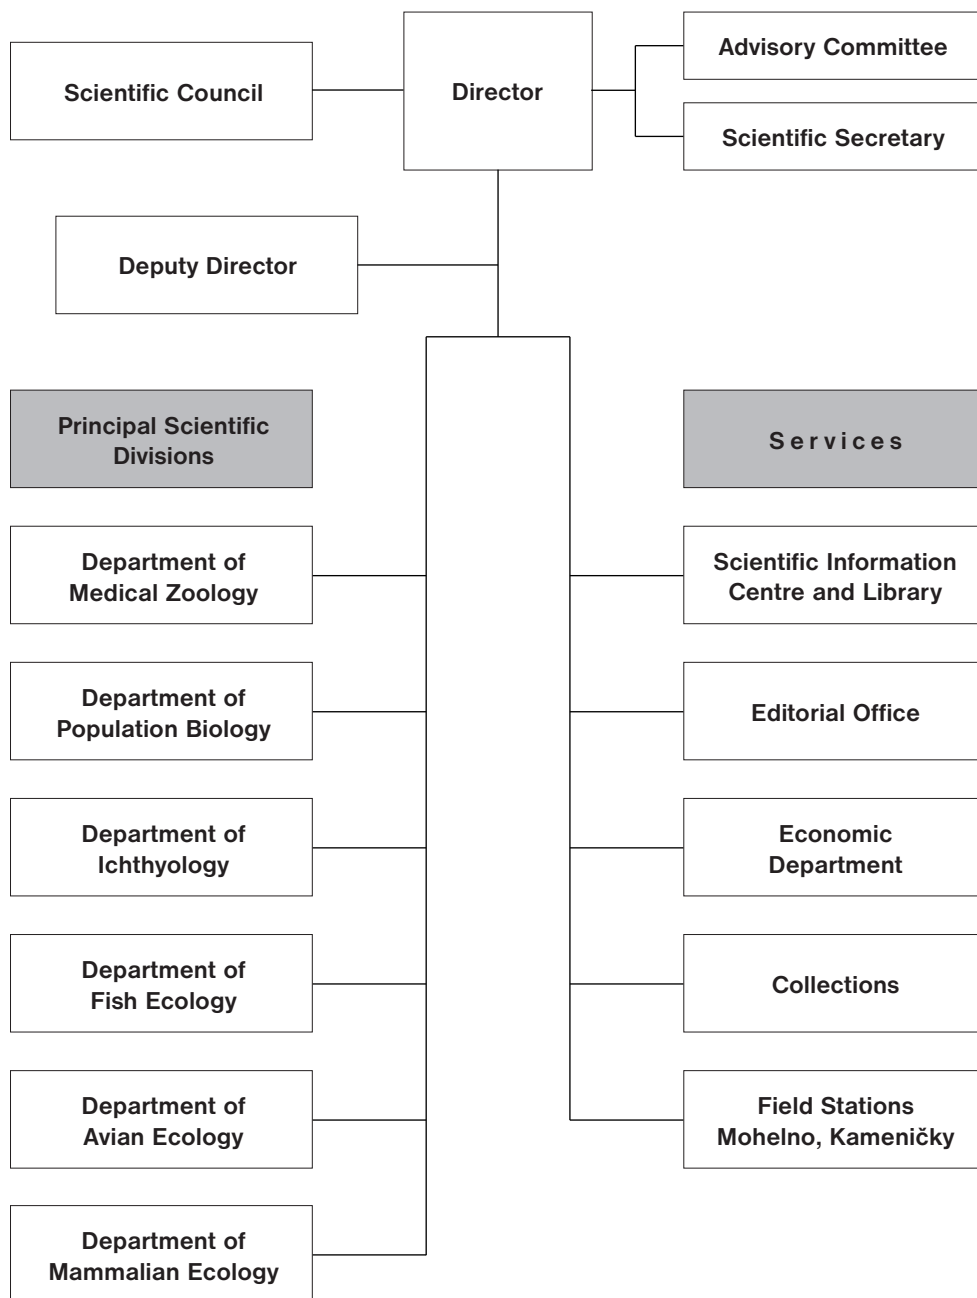 Scientific Council
Director
Advisory Committee
Scientific Secretary
Deputy Director
Principal Scientific
Divisions
Department of
Medical Zoology
Department of
Population Biology
Department of
Ichthyology
Department of
Fish Ecology
Department of
Avian Ecology
Department of
Mammalian Ecology
Services
Scientific Information
Centre and Library
Editorial Office
Economic
Department
Collections
Field Stations
Mohelno, Kameničky